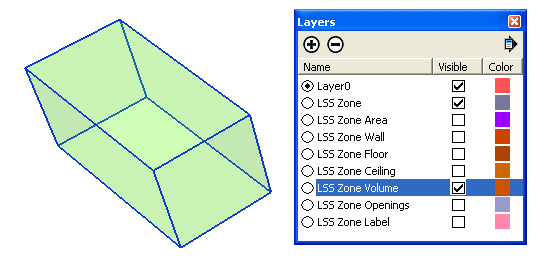 Layers
Name Visible Color
Layer0
LSS Zone
LSS Zone Area
LSS Zone Wall
LSS Zone Floor
LSS Zone Ceiling
LSS Zone Volume
LSS Zone Openings
LSS Zone Label